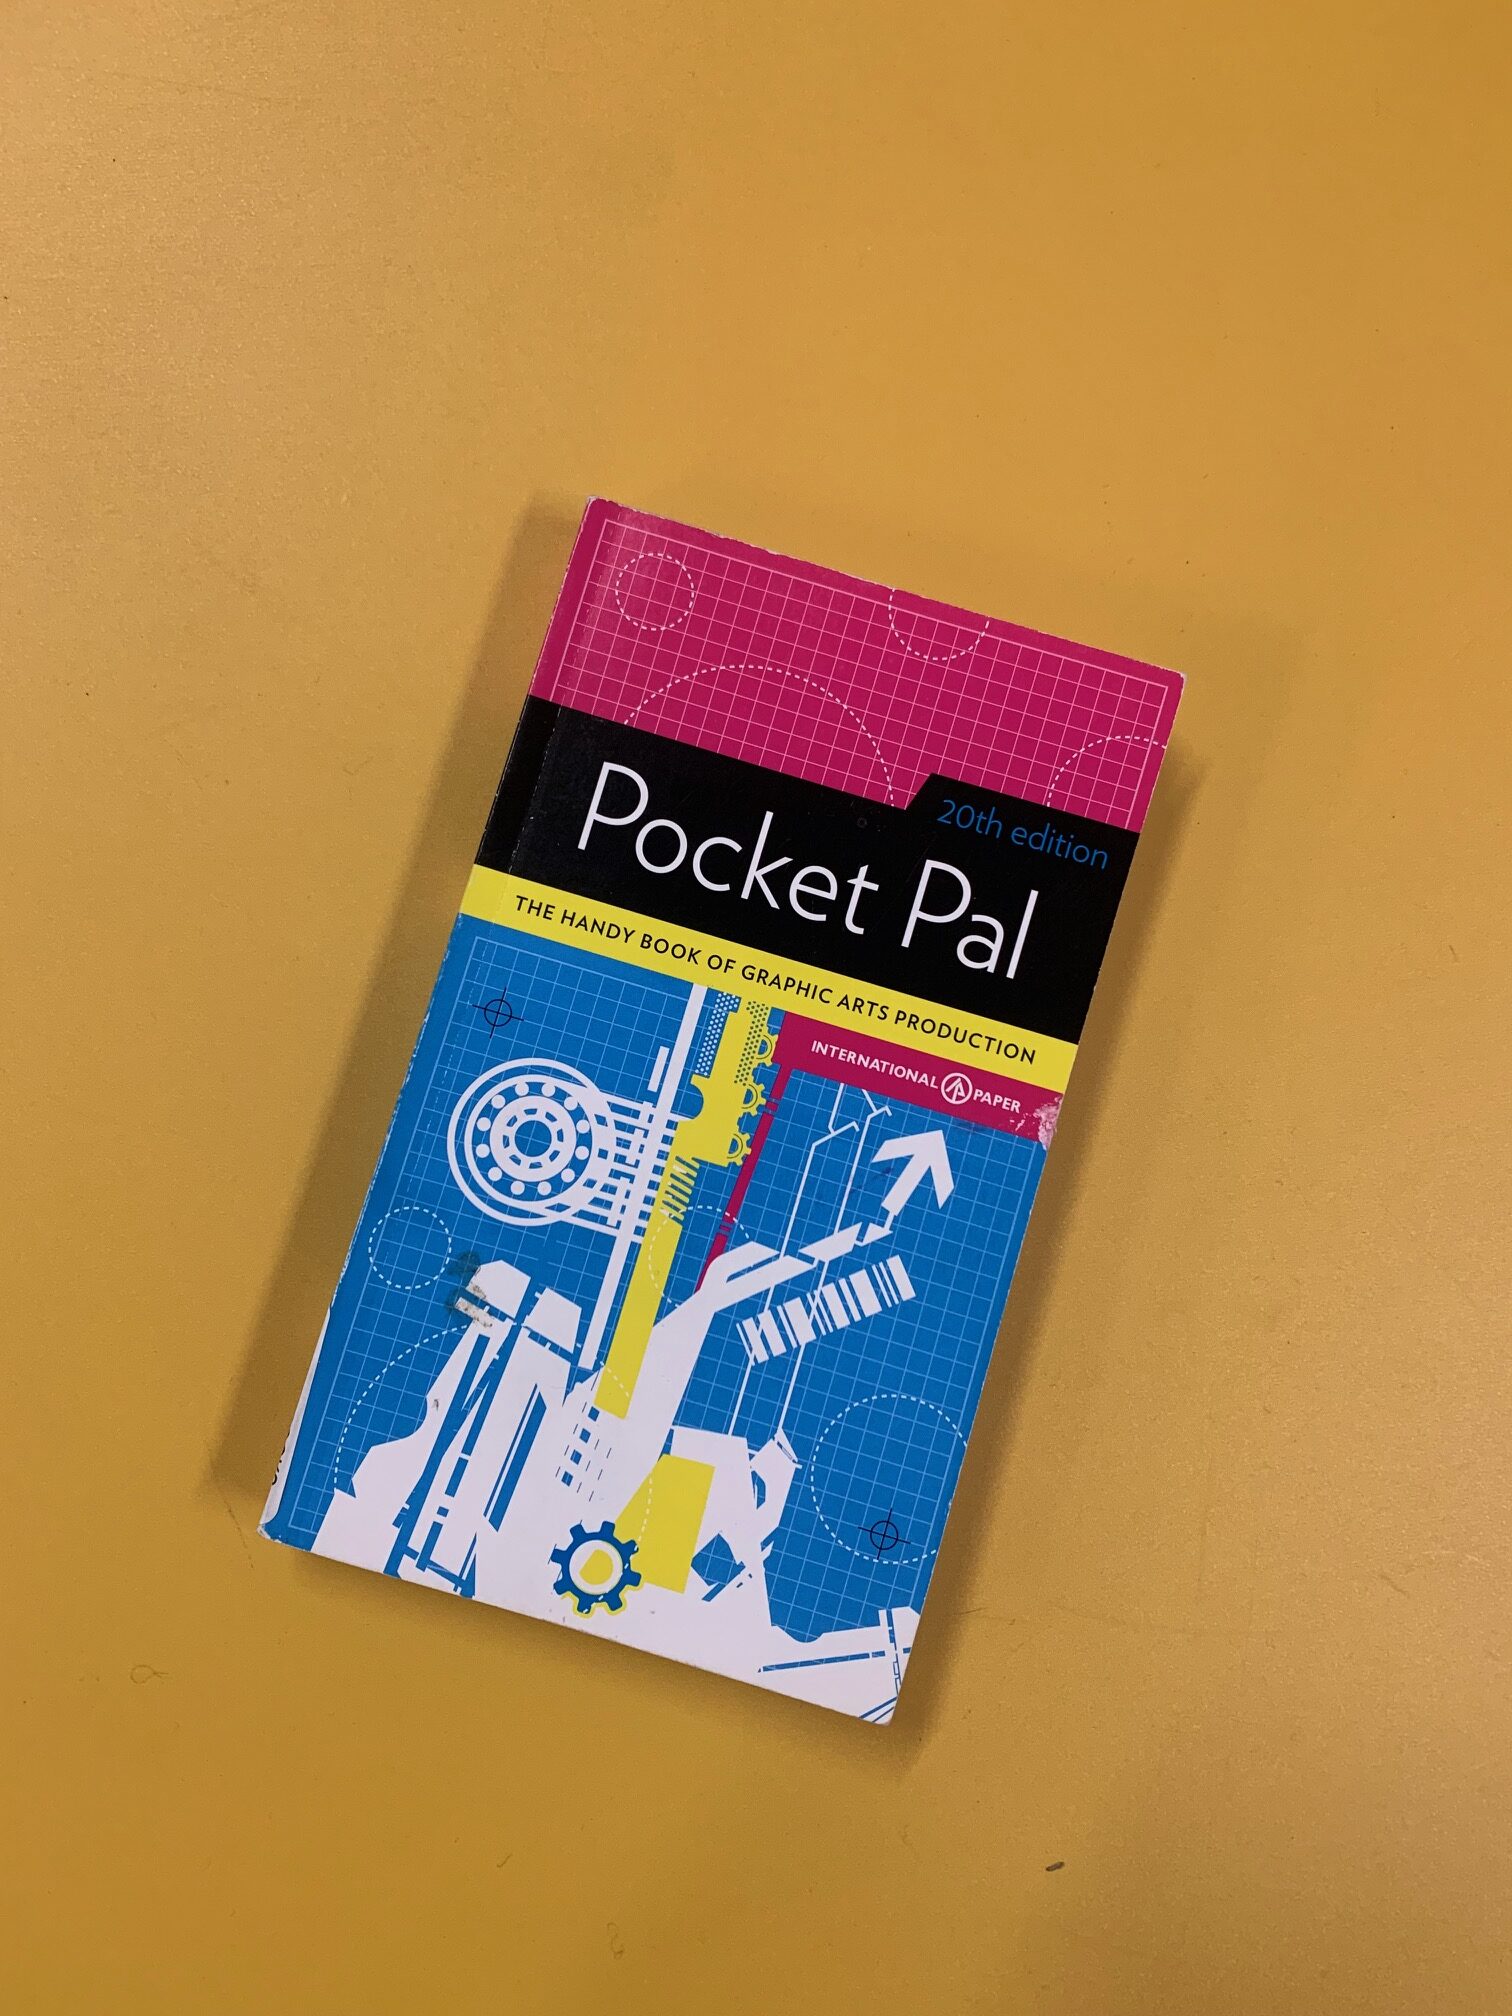 20th edition
Pocket Pal
THE HANDY BOOK OF GRAPHIC ARTS PRODUCTION
INTERNATIONAL PAPER